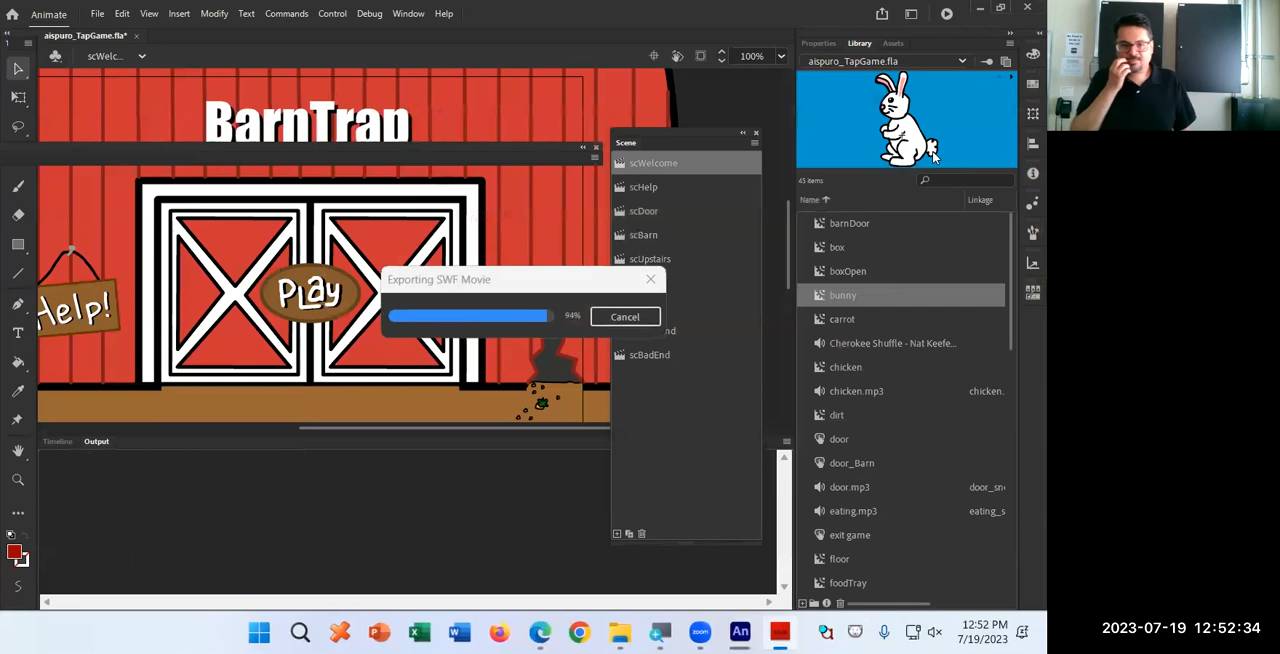 Animate File Edit View Insert Modify Text Commands Control Debug Window Help
aispuro_TapGame.fla* ×
scWelc...
100%
Properties Library Assets
aispuro_TapGame.fla
BarnTrap
Scene
scWelcome
scHelp
scDoor
scBarn
scUpstairs
scBadEnd
Help!
Play
Exporting SWF Movie
94% Cancel
45 items
Name Linkage
barnDoor
box
boxOpen
bunny
carrot
Cherokee Shuffle - Nat Keefe...
chicken
chicken.mp3 chicken.
dirt
door
door_Barn
door.mp3 door_sn
eating.mp3 eating_s
exit game
floor
foodTray
Timeline Output
12:52 PM
7/19/2023
2023-07-19 12:52:34